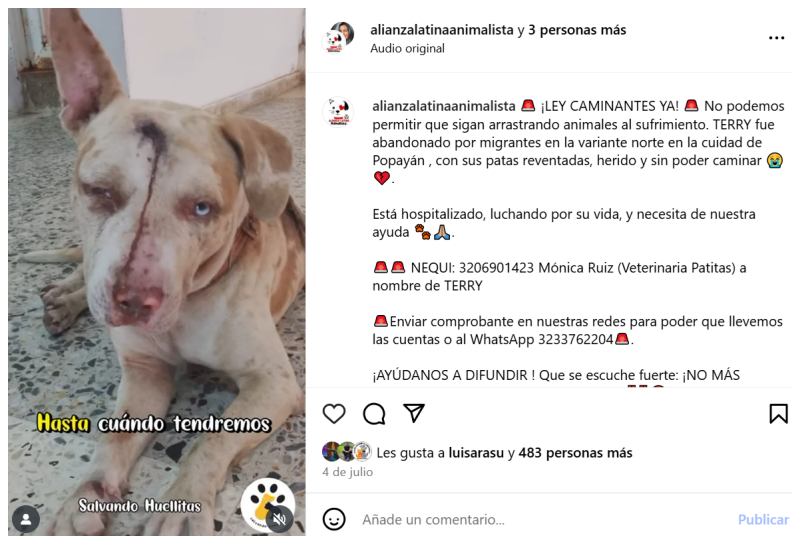 Hasta cuándo tendremos
Salvando Huellitas
alianzalatinaanimalista y 3 personas más
Audio original
alianzalatinaanimalista 🚨 ¡LEY CAMINANTES YA! 🚨 No podemos
permitir que sigan arrastrando animales al sufrimiento. TERRY fue
abandonado por migrantes en la variante norte en la cuidad de
Popayán , con sus patas reventadas, herido y sin poder caminar 😭
💔.
Está hospitalizado, luchando por su vida, y necesita de nuestra
ayuda 🐾🙏🏽.
🚨🚨 NEQUI: 3206901423 Mónica Ruiz (Veterinaria Patitas) a
nombre de TERRY
🚨Enviar comprobante en nuestras redes para poder que llevemos
las cuentas o al WhatsApp 3233762204🚨.
¡AYÚDANOS A DIFUNDIR ! Que se escuche fuerte: ¡NO MÁS
Les gusta a luisarasu y 483 personas más
4 de julio
Añade un comentario...
Publicar